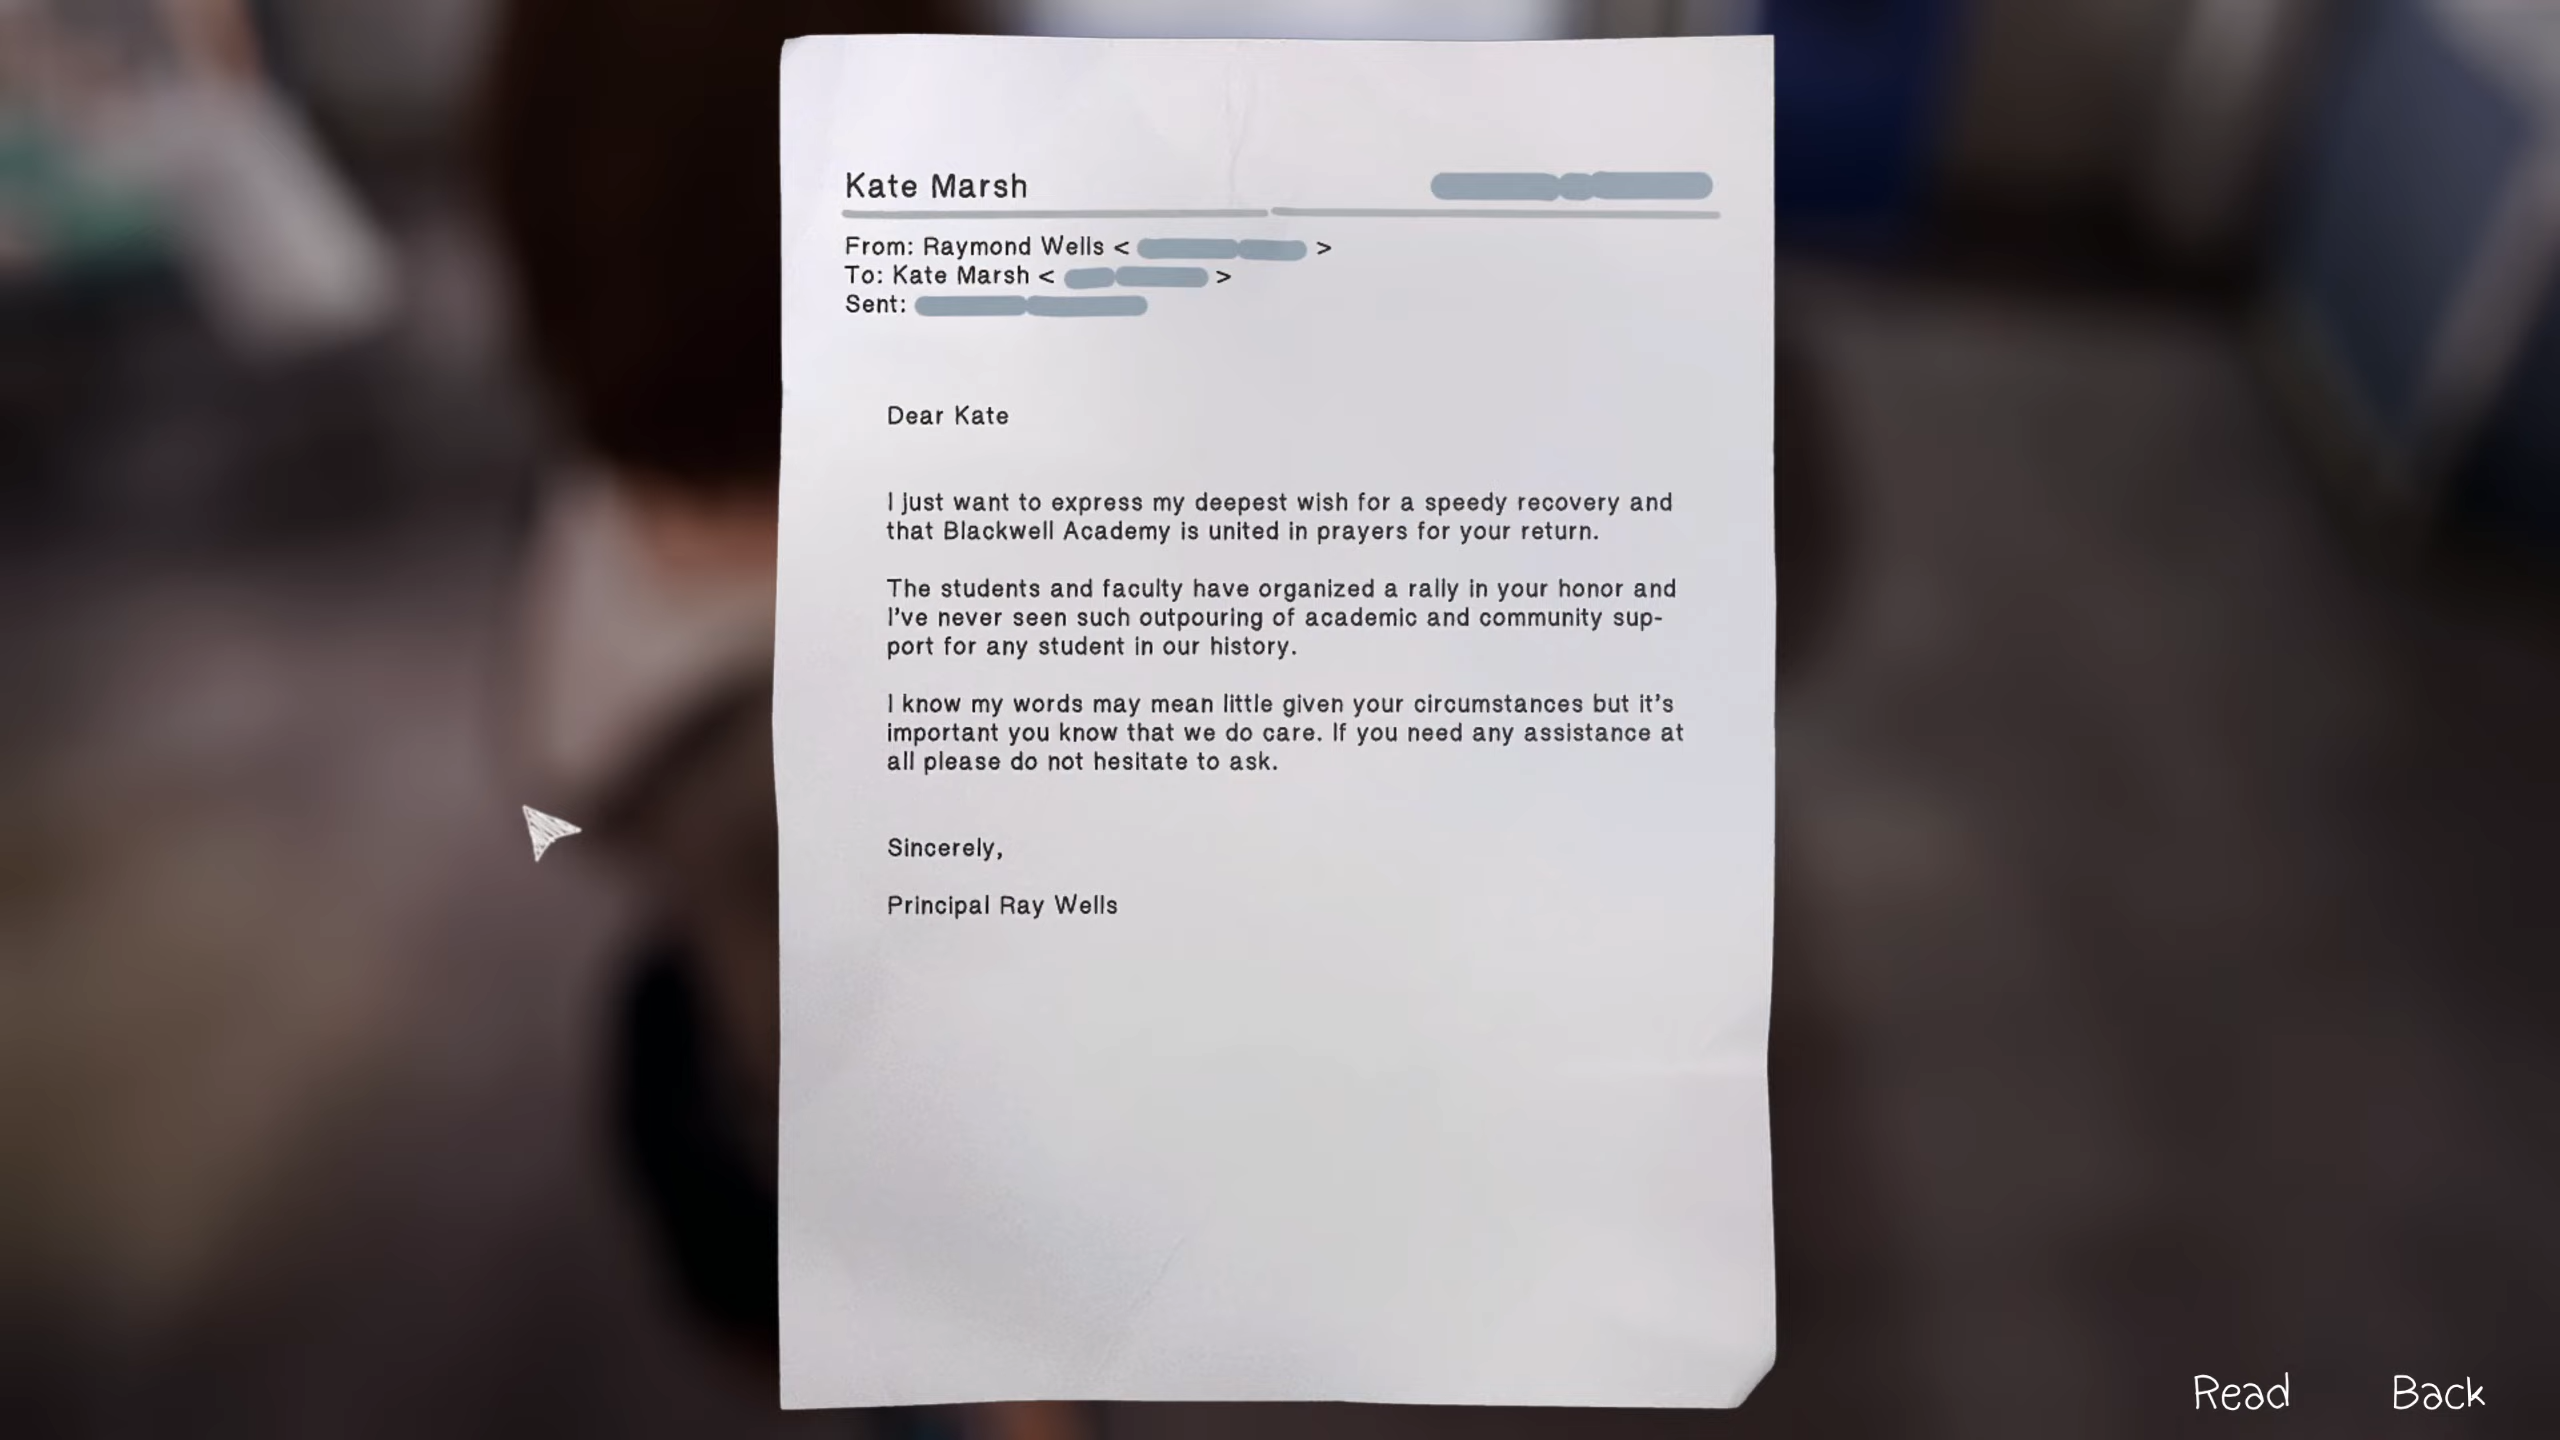 Kate Marsh
From: Raymond Wells < >
To: Kate Marsh < >
Sent:
Dear Kate
I just want to express my deepest wish for a speedy recovery and
that Blackwell Academy is united in prayers for your return.
The students and faculty have organized a rally in your honor and
I've never seen such outpouring of academic and community sup-
port for any student in our history.
I know my words may mean little given your circumstances but it's
important you know that we do care. If you need any assistance at
all please do not hesitate to ask.
Sincerely,
Principal Ray Wells
Read
Back